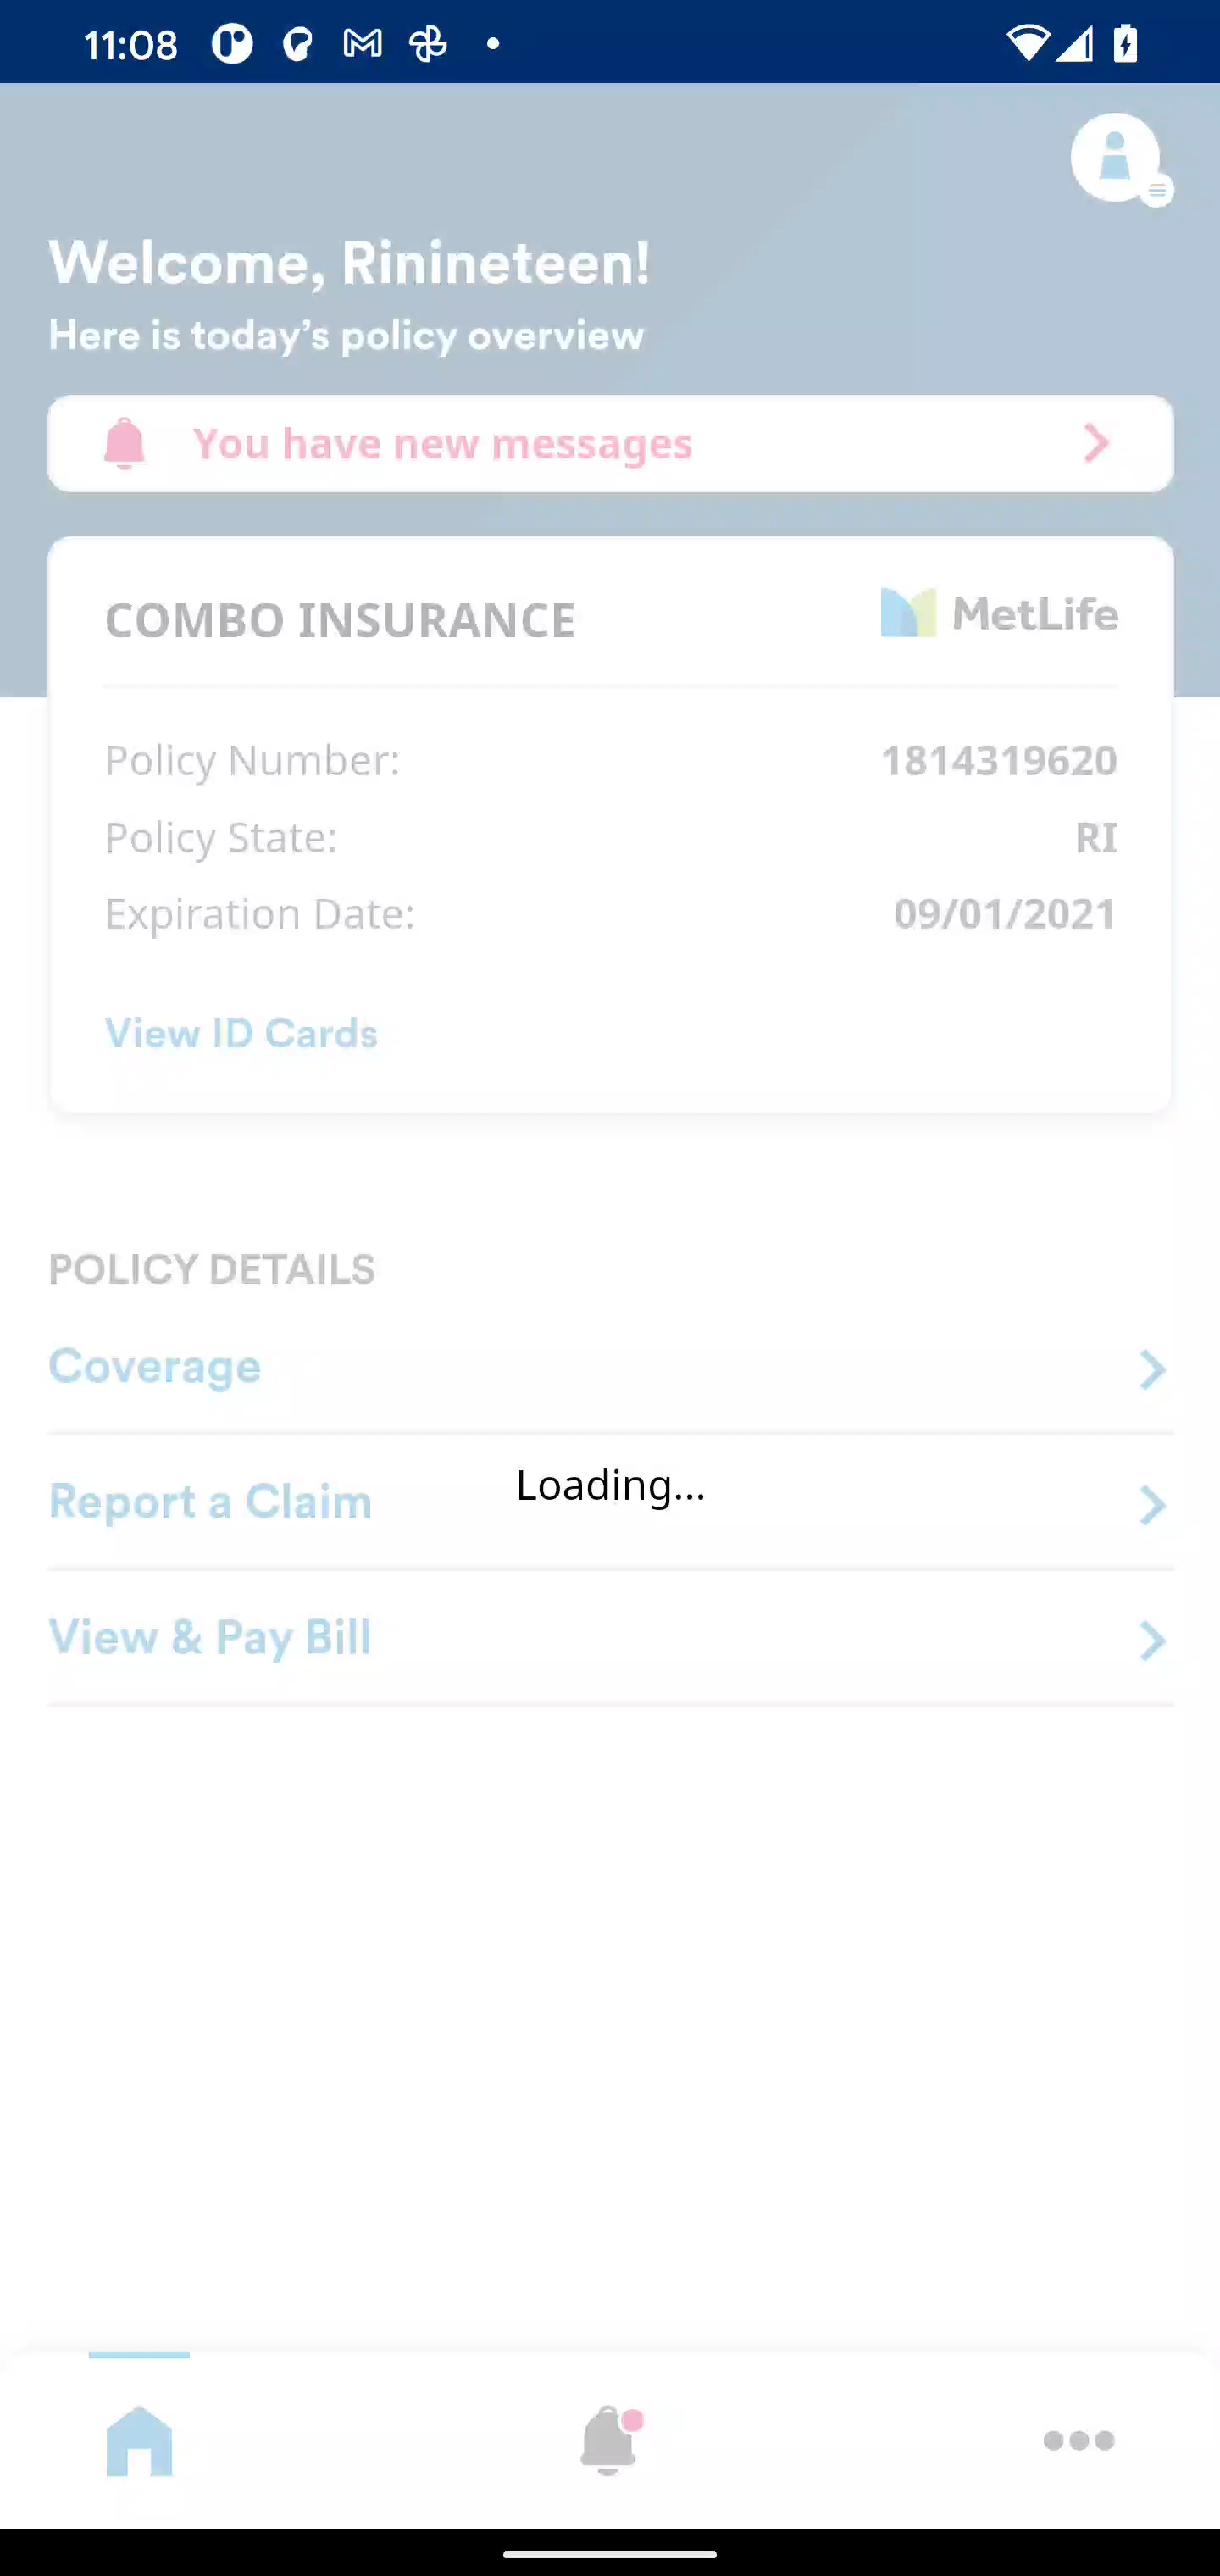 11:08
Welcome, Rinineteen!
Here is today’s policy overview
You have new messages
COMBO INSURANCE
MetLife
Policy Number: 1814319620
Policy State: RI
Expiration Date: 09/01/2021
View ID Cards
POLICY DETAILS
Coverage
Loading...
Report a Claim
View & Pay Bill